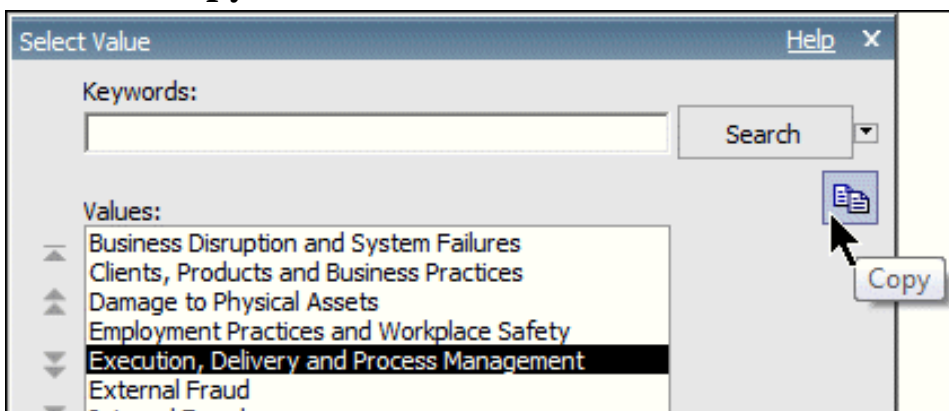 Select Value Help X
Keywords:
Search
Values:
Business Disruption and System Failures
Clients, Products and Business Practices
Damage to Physical Assets
Employment Practices and Workplace Safety
Execution, Delivery and Process Management
External Fraud
Copy